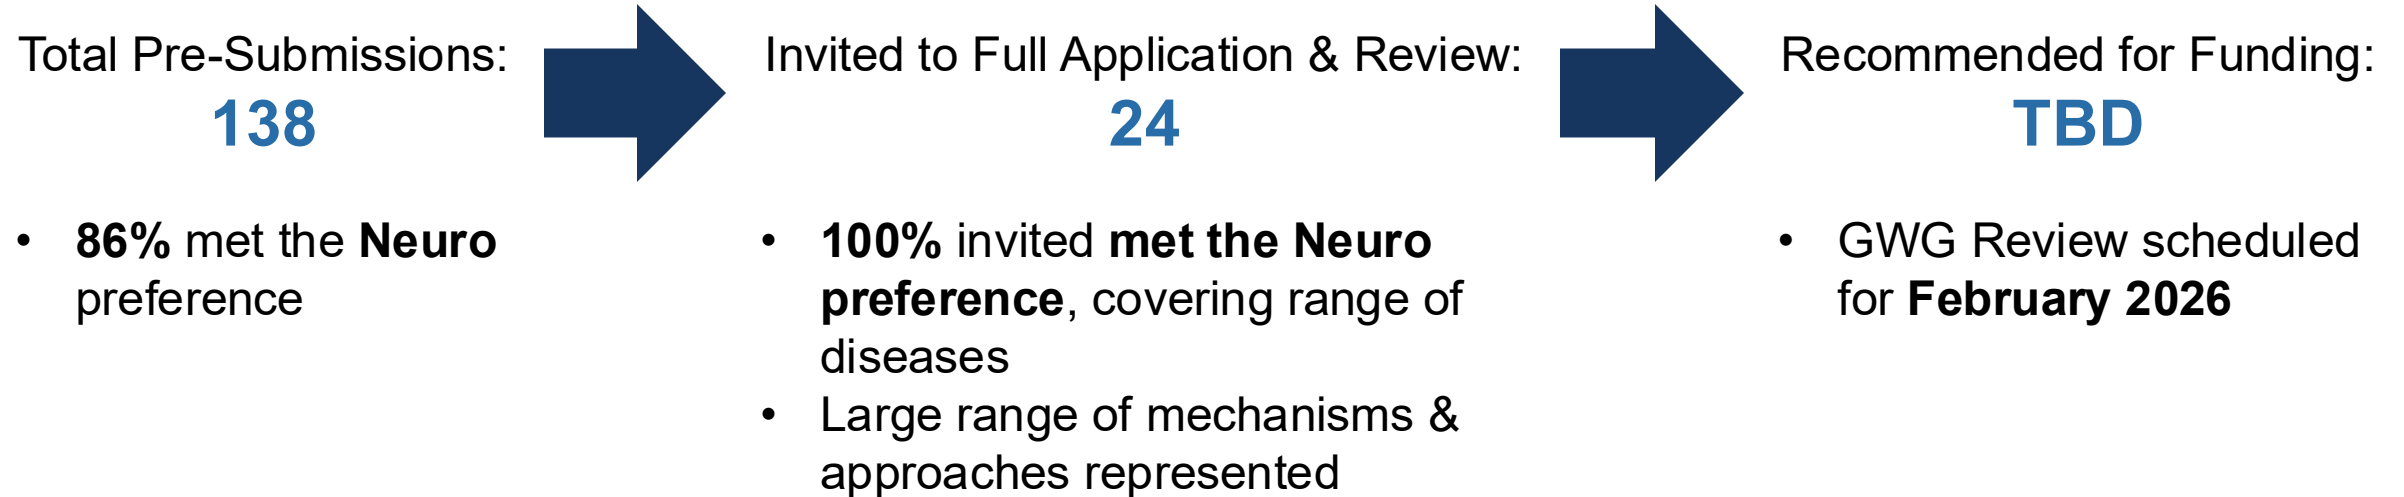 Total Pre-Submissions:
138
• 86% met the Neuro
preference
Invited to Full Application & Review:
24
• 100% invited met the Neuro
preference, covering range of
diseases
• Large range of mechanisms &
approaches represented
Recommended for Funding:
TBD
• GWG Review scheduled
for February 2026